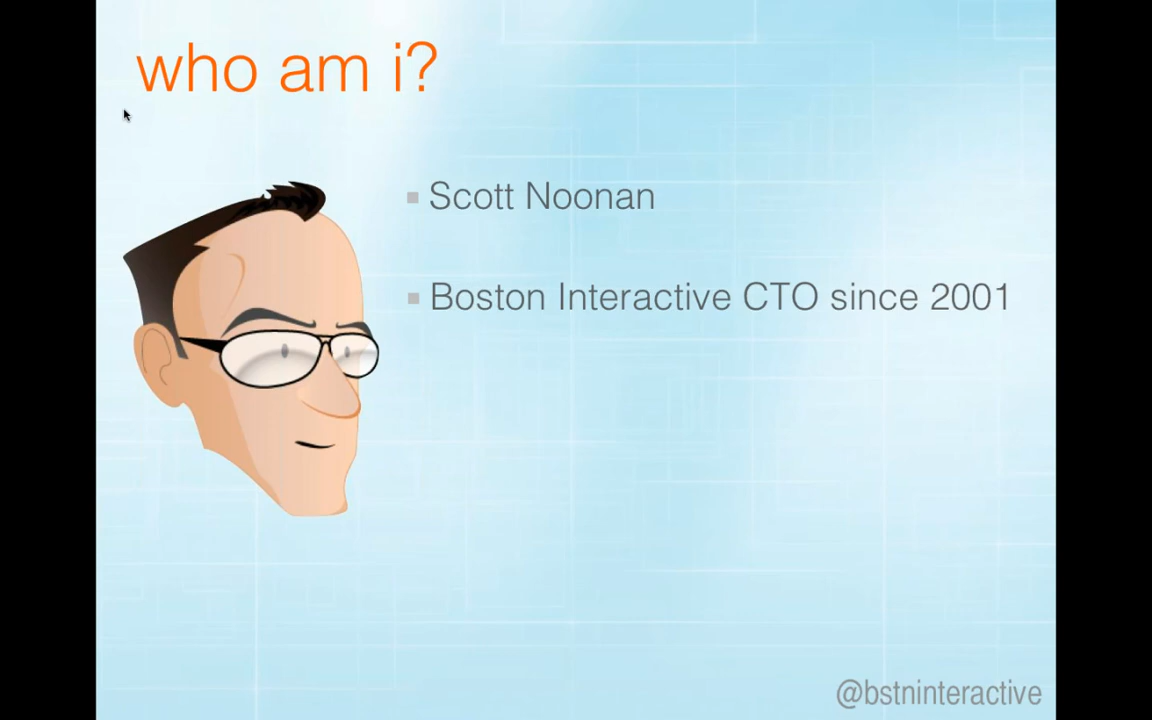 who am i?
Scott Noonan
Boston Interactive CTO since 2001
@bstninteractive